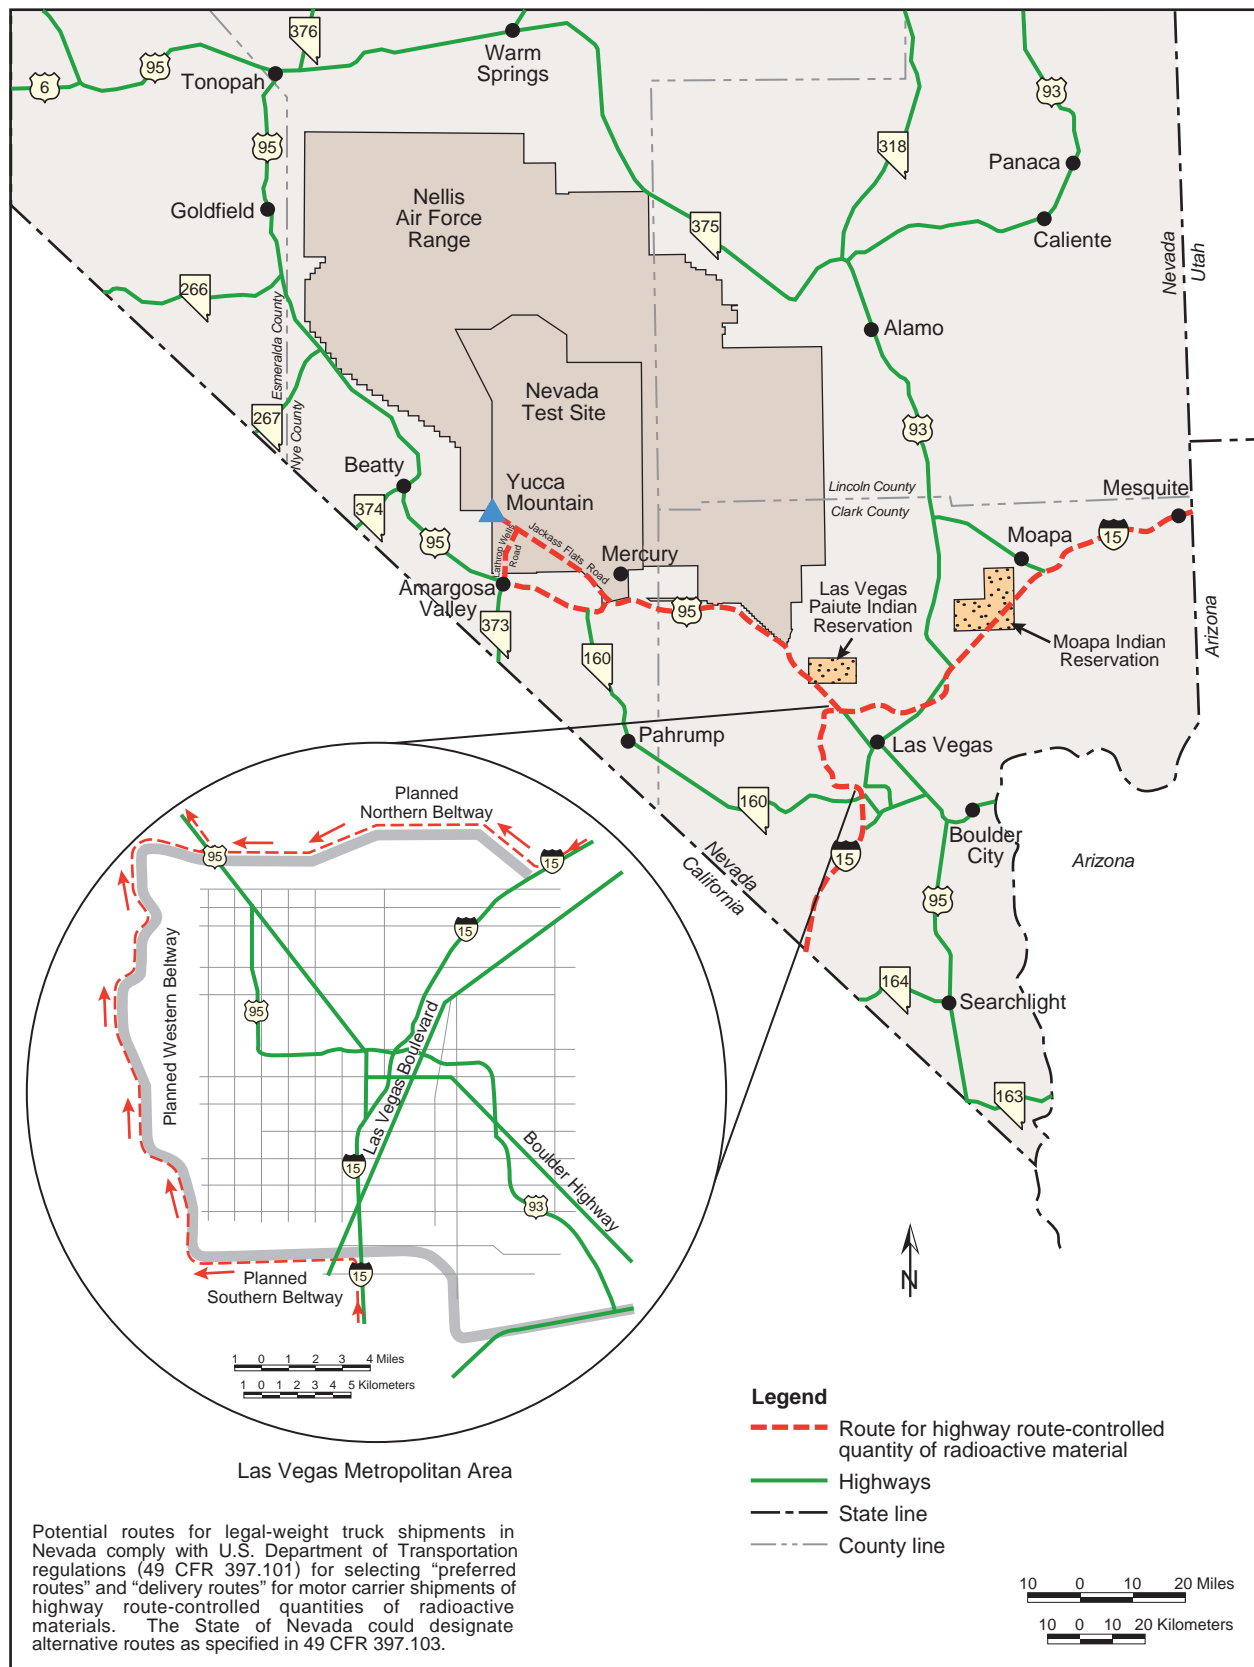 376
Warm
Springs
95
6
Tonopah
93
95
318
Panaca
Nellis
Air Force
Range
Goldfield
375
Caliente
Nevada
Utah
266
Esmeralda County
Nye County
Alamo
Nevada
Test Site
267
93
Beatty
Yucca
Mountain
Lincoln County
Clark County
Mesquite
374
95
Lathrop Wells
Road
Jackass Flats Road
Mercury
Moapa
15
Amargosa
Valley
95
Las Vegas
Paiute Indian
Reservation
373
160
Moapa Indian
Reservation
Arizona
Pahrump
Las Vegas
160
Boulder
City
Nevada
California
15
Arizona
95
164
Searchlight
163
Planned
Northern Beltway
95
15
15
Planned Western Beltway
95
Las Vegas Boulevard
15
Boulder Highway
93
Planned
Southern Beltway
15
1 0 1 2 3 4 Miles
1 0 1 2 3 4 5 Kilometers
N
Las Vegas Metropolitan Area
Legend
Route for highway route-controlled
quantity of radioactive material
Highways
State line
County line
Potential routes for legal-weight truck shipments in
Nevada comply with U.S. Department of Transportation
regulations (49 CFR 397.101) for selecting “preferred
routes” and “delivery routes” for motor carrier shipments of
highway route-controlled quantities of radioactive
materials. The State of Nevada could designate
alternative routes as specified in 49 CFR 397.103.
10 0 10 20 Miles
10 0 10 20 Kilometers